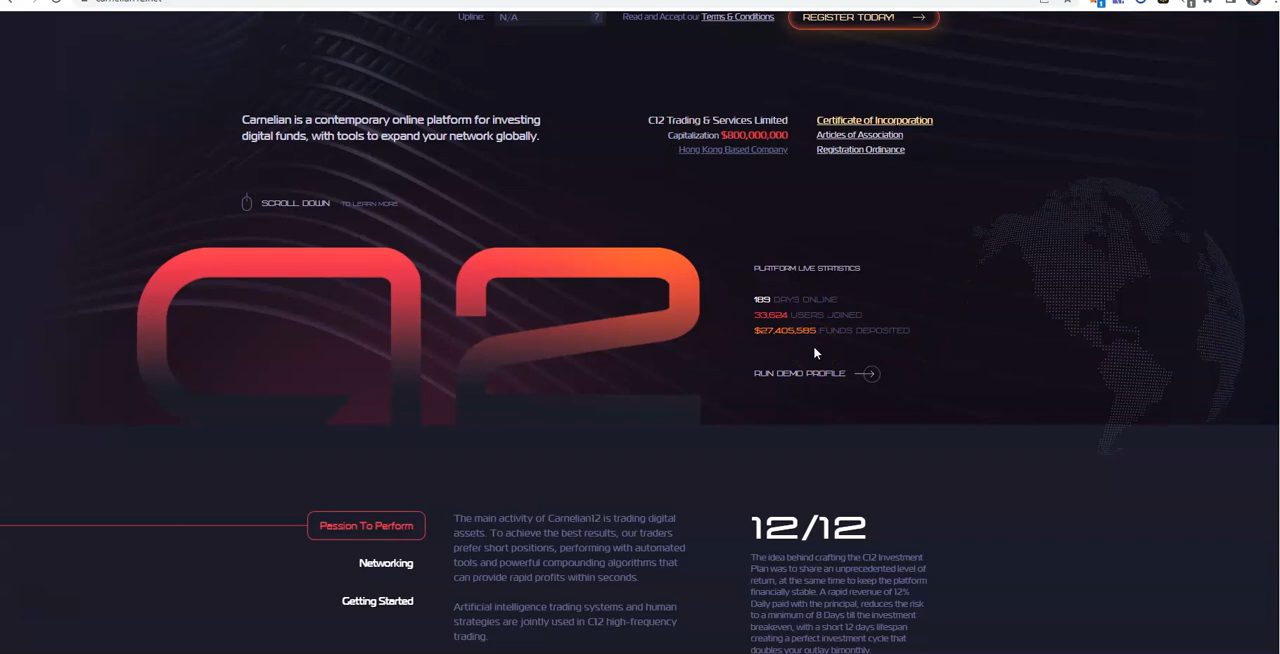 Upline: N/A ? Read and Accept our Terms & Conditions REGISTER TODAY!
Carnelian is a contemporary online platform for investing
digital funds, with tools to expand your network globally.
C12 Trading & Services Limited
Capitalization $800,000,000
Hong Kong Based Company
Certificate of Incorporation
Articles of Association
Registration Ordinance
SCROLL DOWN TO LEARN MORE
PLATFORM LIVE STATISTICS
189 DAYS ONLINE
33,624 USERS JOINED
$27,405,585 FUNDS DEPOSITED
RUN DEMO PROFILE
Passion To Perform
Networking
Getting Started
The main activity of Carnelian12 is trading digital
assets. To achieve the best results, our traders
prefer short positions, performing with automated
tools and powerful compounding algorithms that
can provide rapid profits within seconds.
Artificial intelligence trading systems and human
strategies are jointly used in C12 high-frequency
trading.
12/12
The idea behind crafting the C12 Investment
Plan was to share an unprecedented level of
return, at the same time to keep the platform
financially stable. A rapid revenue of 12%
Daily paid with the principal, reduces the risk
to a minimum of 8 Days till the investment
breakeven, with a short 12 days lifespan
creating a perfect investment cycle that
doubles your outlay bimonthly.